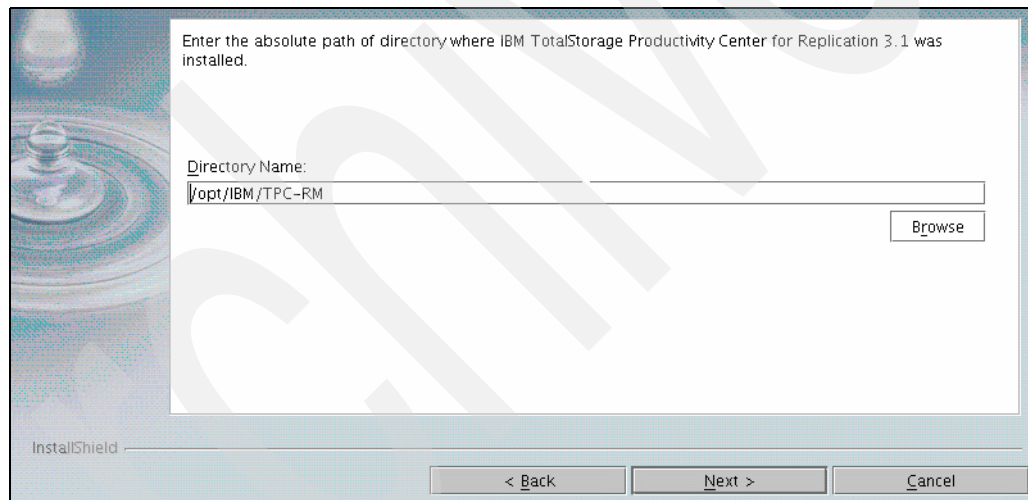 Enter the absolute path of directory where IBM TotalStorage Productivity Center for Replication 3.1 was
installed.
Directory Name:
/opt/IBM/TPC-RM
Browse
InstallShield
< Back
Next >
Cancel